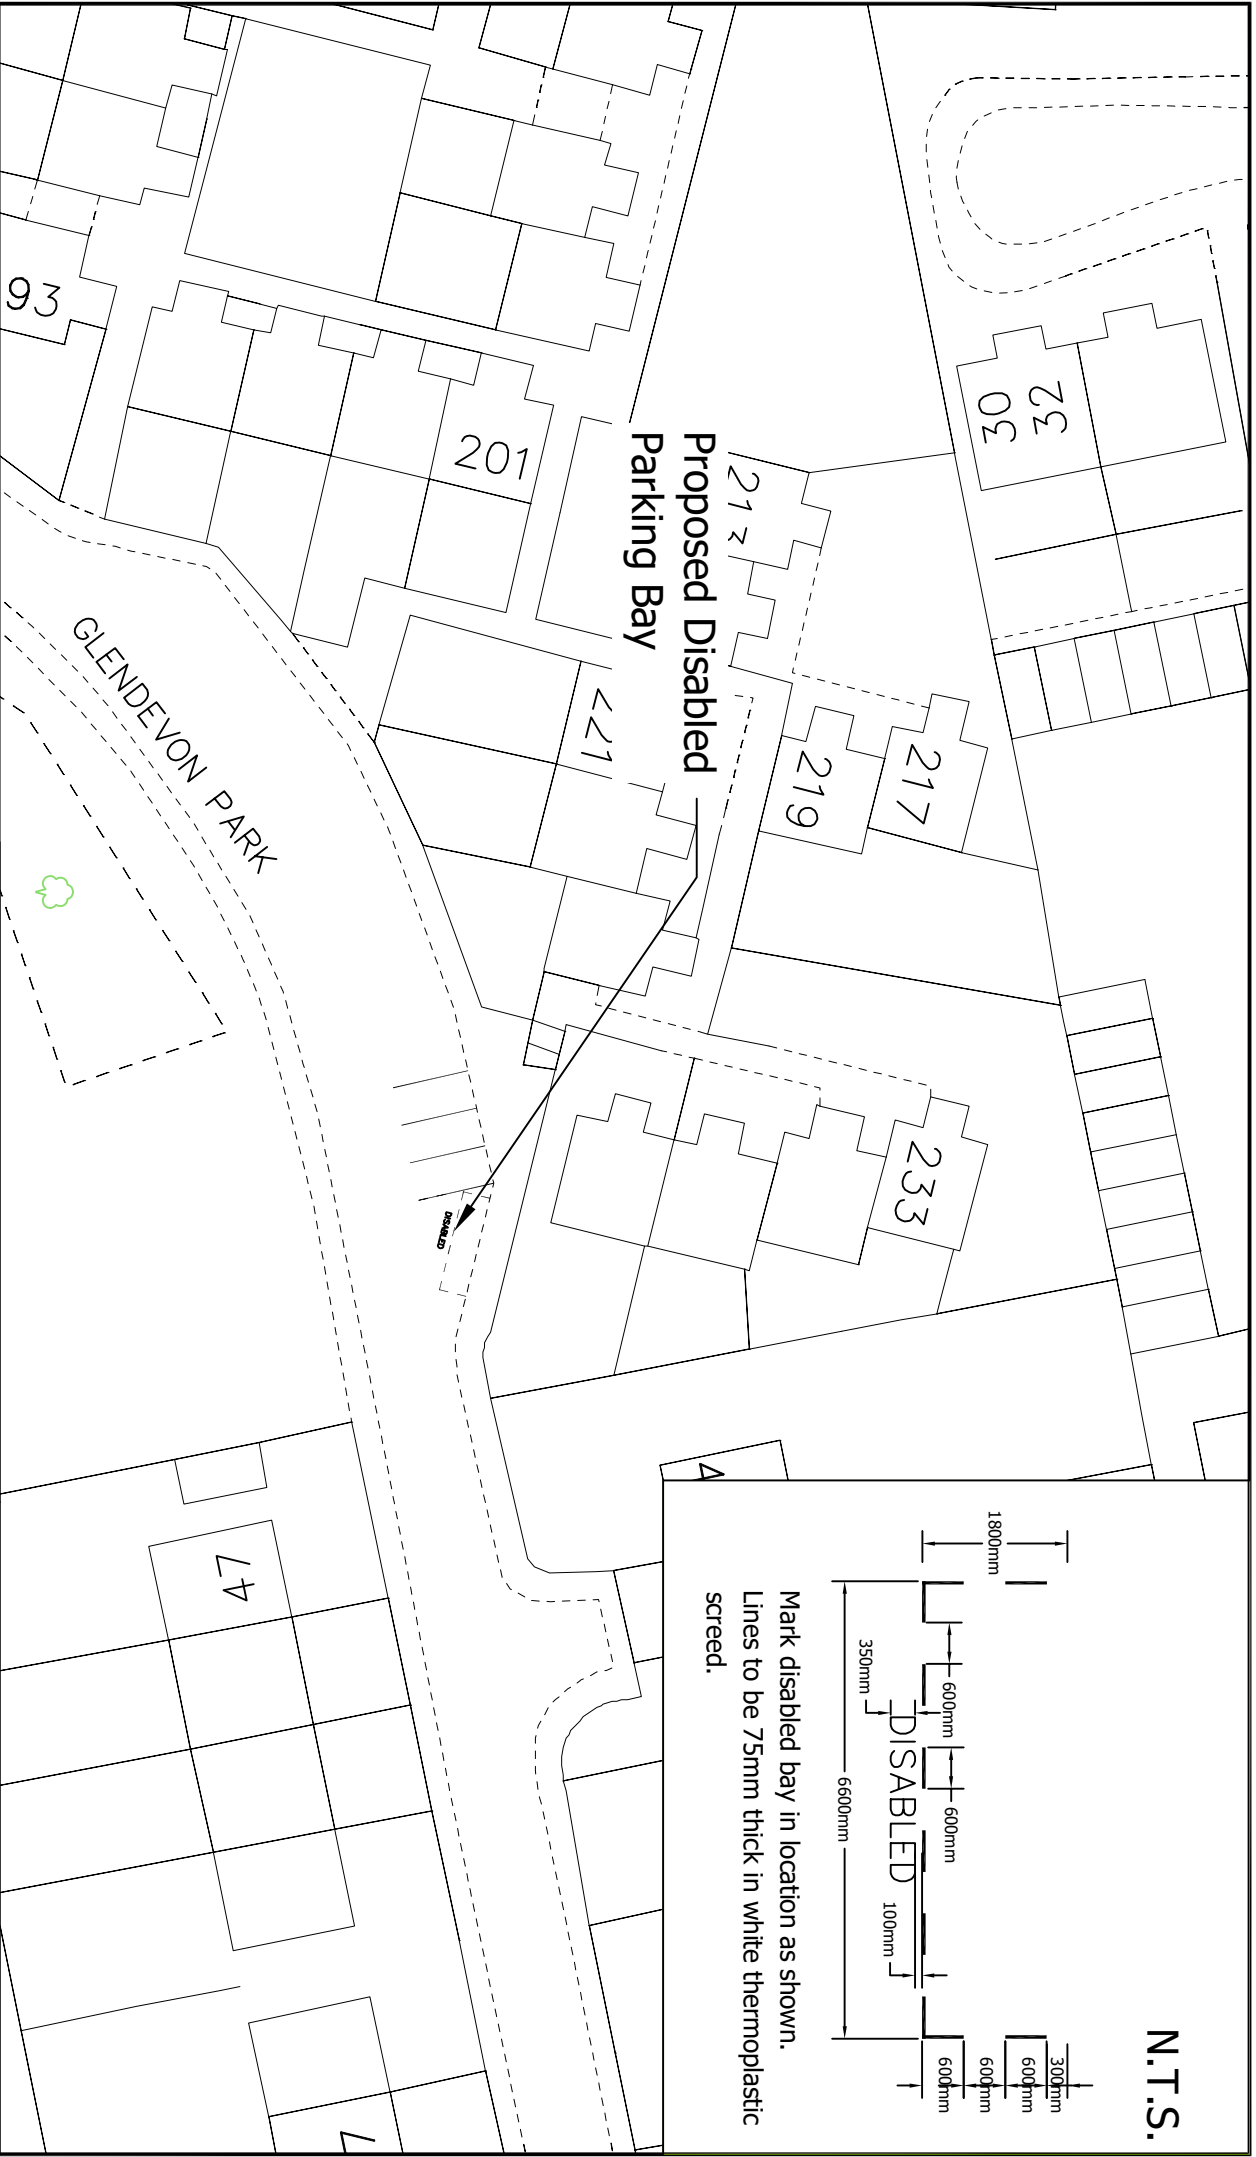 Proposed Disabled
Parking Bay
GLENDEVON PARK
DISABLED
93
201
217
219
233
30
32
47
N.T.S.
1800mm
600mm
600mm
350mm
DISABLED
100mm
6600mm
300mm
600mm
600mm
600mm
Mark disabled bay in location as shown.
Lines to be 75mm thick in white thermoplastic
screed.